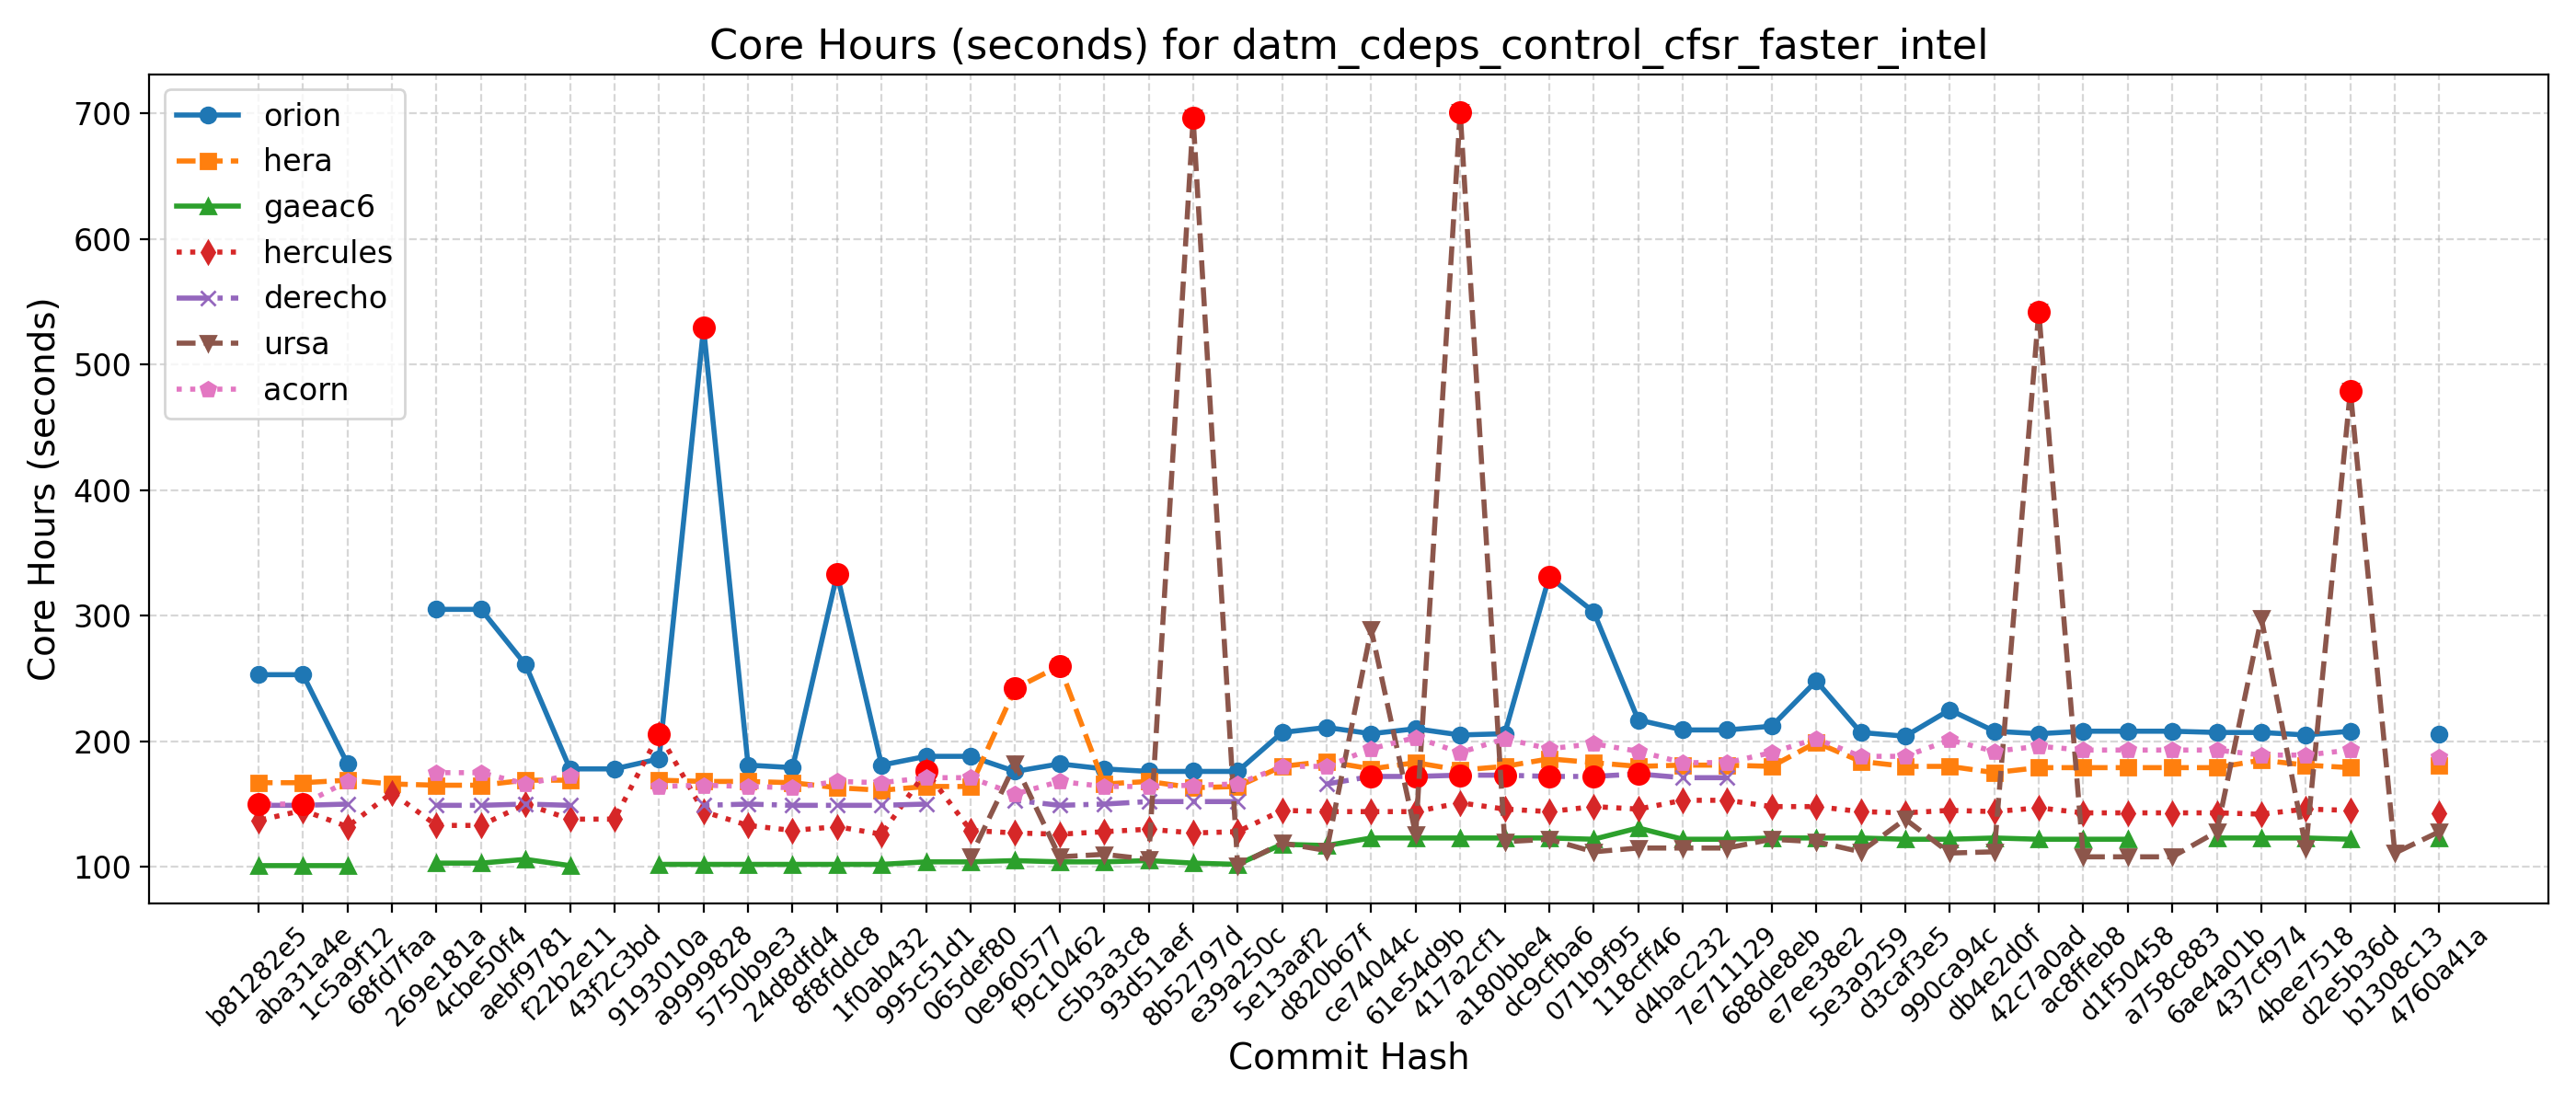 Core Hours (seconds) for datm_cdeps_control_cfsr_faster_intel
Core Hours (seconds)
700
600
500
400
300
200
100
orion
hera
gaeac6
hercules
derecho
ursa
acorn
b81282e5
aba31a4e
1c5a9f12
68fd7faa
269e181a
4cbe50f4
aebf9781
f22b2e11
43f2c3bd
9193010a
a9999828
5750b9e3
24d8dfd4
8f8fddc8
1f0ab432
995c51d1
065def80
0e960577
f9c10462
c5b3a3c8
93d51aef
8b52797d
e39a250c
5e13aaf2
d820b67f
ce74044c
61e54d9b
417a2cf1
a180bbe4
dc9cfba6
071b9f95
118cff46
d4bac232
7e711129
688de8eb
e7ee38e2
5e3a9259
d3caf3e5
990ca94c
db4e2d0f
42c7a0ad
ac8ffeb8
d1f50458
a758c883
6ae4a01b
437cf974
4bee7518
d2e5b36d
b1308c13
4760a41a
Commit Hash